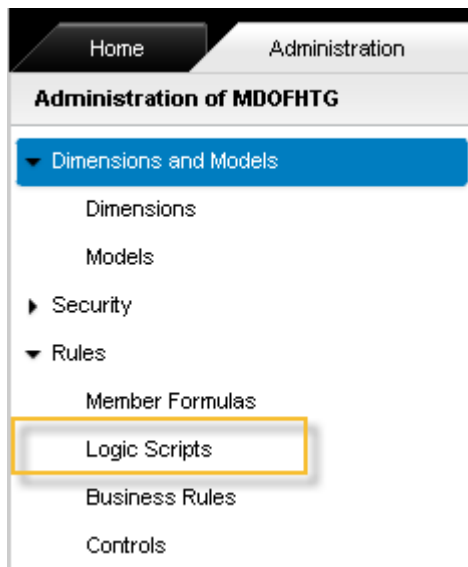 Home Administration
Administration of MDOFHTG
Dimensions and Models
Dimensions
Models
Security
Rules
Member Formulas
Logic Scripts
Business Rules
Controls